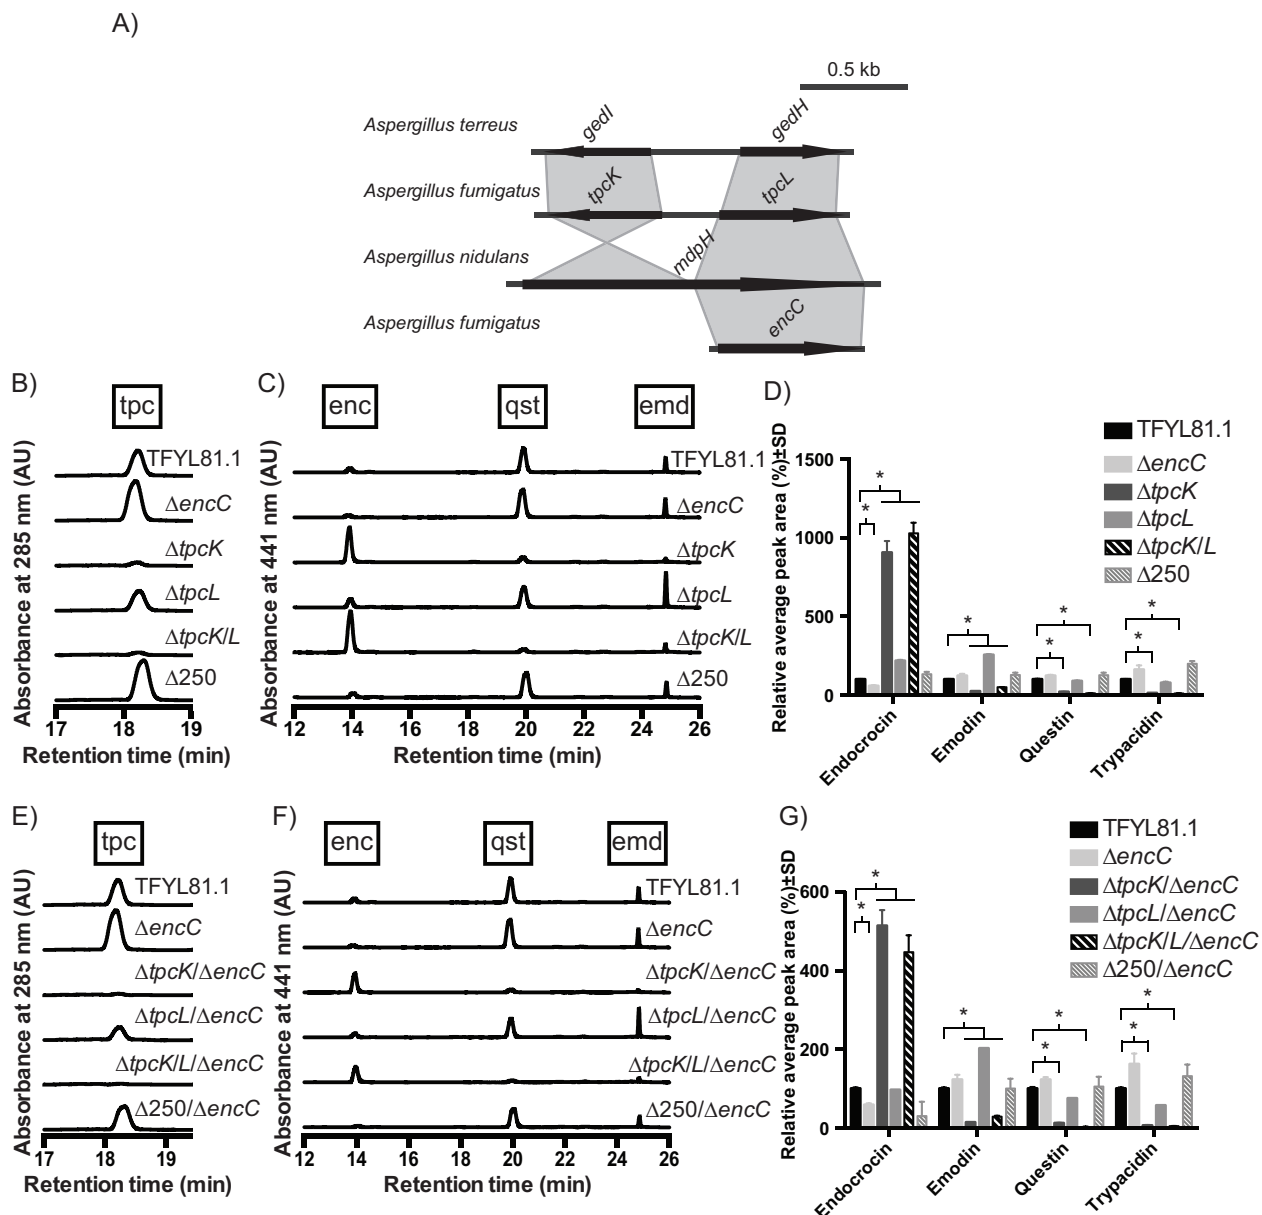 A)
0.5 kb
Aspergillus terreus
gedI
gedH
Aspergillus fumigatus
tpcK
tpcL
Aspergillus nidulans
mdpH
Aspergillus fumigatus
encC
B)
tpc
Absorbance at 285 nm (AU)
TFYL81.1
ΔencC
ΔtpcK
ΔtpcL
ΔtpcK/L
Δ250
17 18 19
Retention time (min)
C)
enc qst emd
Absorbance at 441 nm (AU)
TFYL81.1
ΔencC
ΔtpcK
ΔtpcL
ΔtpcK/L
Δ250
12 14 16 18 20 22 24 26
Retention time (min)
D)
Relative average peak area (%)±SD
1500
1000
500
0
* * * * * * *
TFYL81.1
ΔencC
ΔtpcK
ΔtpcL
ΔtpcK/L
Δ250
Endocrocin Emodin Questin Trypacidin
E)
tpc
Absorbance at 285 nm (AU)
TFYL81.1
ΔencC
ΔtpcK/ΔencC
ΔtpcL/ΔencC
ΔtpcK/L/ΔencC
Δ250/ΔencC
17 18 19
Retention time (min)
F)
enc qst emd
Absorbance at 441 nm (AU)
TFYL81.1
ΔencC
ΔtpcK/ΔencC
ΔtpcL/ΔencC
ΔtpcK/L/ΔencC
Δ250/ΔencC
12 14 16 18 20 22 24 26
Retention time (min)
G)
Relative average peak area (%)±SD
600
400
200
0
* * * * * * *
TFYL81.1
ΔencC
ΔtpcK/ΔencC
ΔtpcL/ΔencC
ΔtpcK/L/ΔencC
Δ250/ΔencC
Endocrocin Emodin Questin Trypacidin